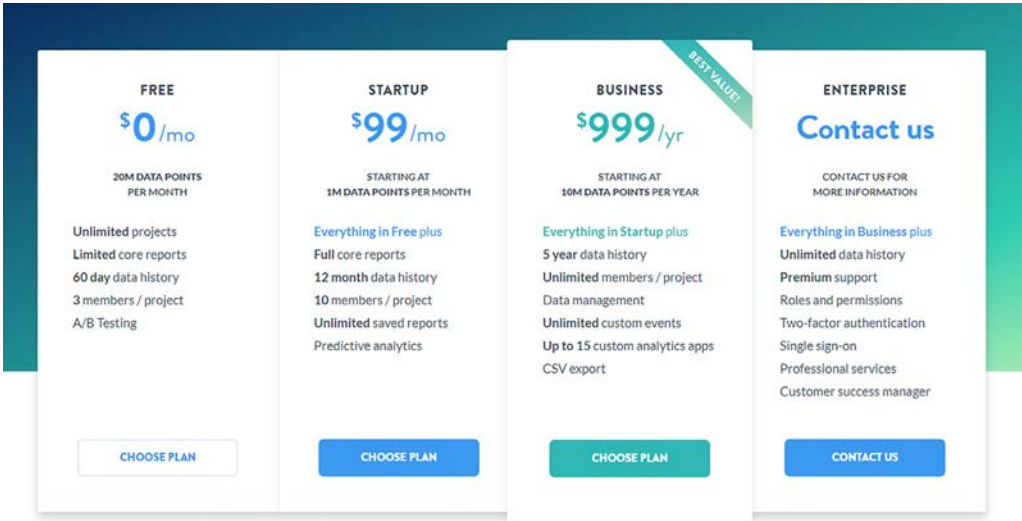 FREE
$0/mo
20M DATA POINTS
PER MONTH
Unlimited projects
Limited core reports
60 day data history
3 members / project
A/B Testing
CHOOSE PLAN
STARTUP
$99/mo
STARTING AT
1M DATA POINTS PER MONTH
Everything in Free plus
Full core reports
12 month data history
10 members / project
Unlimited saved reports
Predictive analytics
CHOOSE PLAN
BEST VALUE!
BUSINESS
$999/yr
STARTING AT
10M DATA POINTS PER YEAR
Everything in Startup plus
5 year data history
Unlimited members / project
Data management
Unlimited custom events
Up to 15 custom analytics apps
CSV export
CHOOSE PLAN
ENTERPRISE
Contact us
CONTACT US FOR
MORE INFORMATION
Everything in Business plus
Unlimited data history
Premium support
Roles and permissions
Two-factor authentication
Single sign-on
Professional services
Customer success manager
CONTACT US